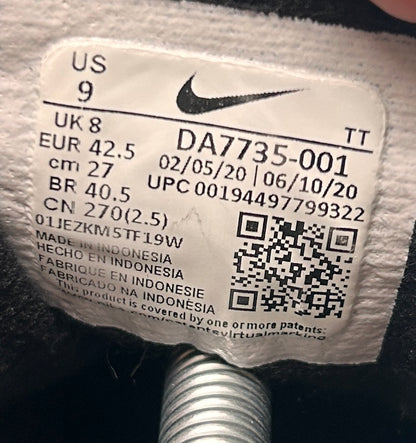 US
9
UK 8
EUR 42.5
cm 27
BR 40.5
CN 270(2.5)
01JEZKM5TF19W
TT
DA7735-001
02/05/20 | 06/10/20
UPC 00194497799322
MADE IN INDONESIA
HECHO EN INDONESIA
FABRIQUE EN INDONESIE
FABRICADO NA INDONÉSIA
This product is covered by one or more patents: